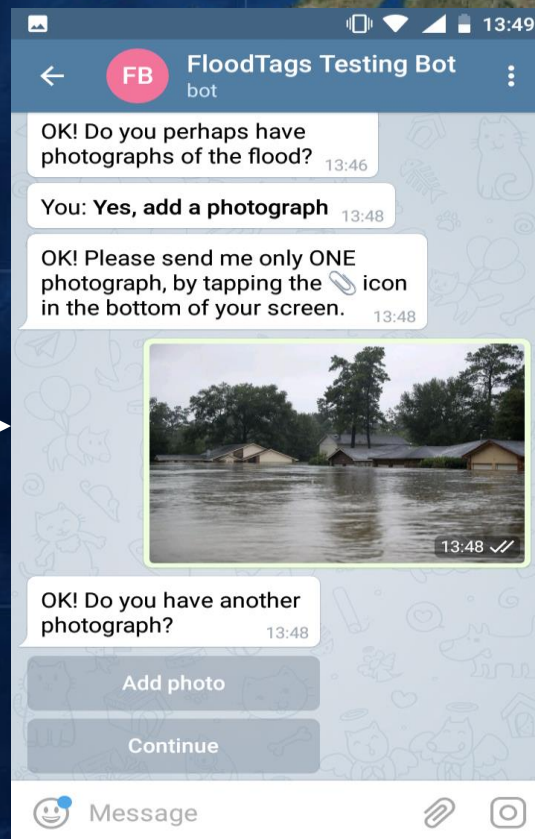 13:49
FB
FloodTags Testing Bot
bot
OK! Do you perhaps have
photographs of the flood?
13:46
You: Yes, add a photograph
13:48
OK! Please send me only ONE
photograph, by tapping the 📎 icon
in the bottom of your screen.
13:48
13:48
OK! Do you have another
photograph?
13:48
Add photo
Continue
Message